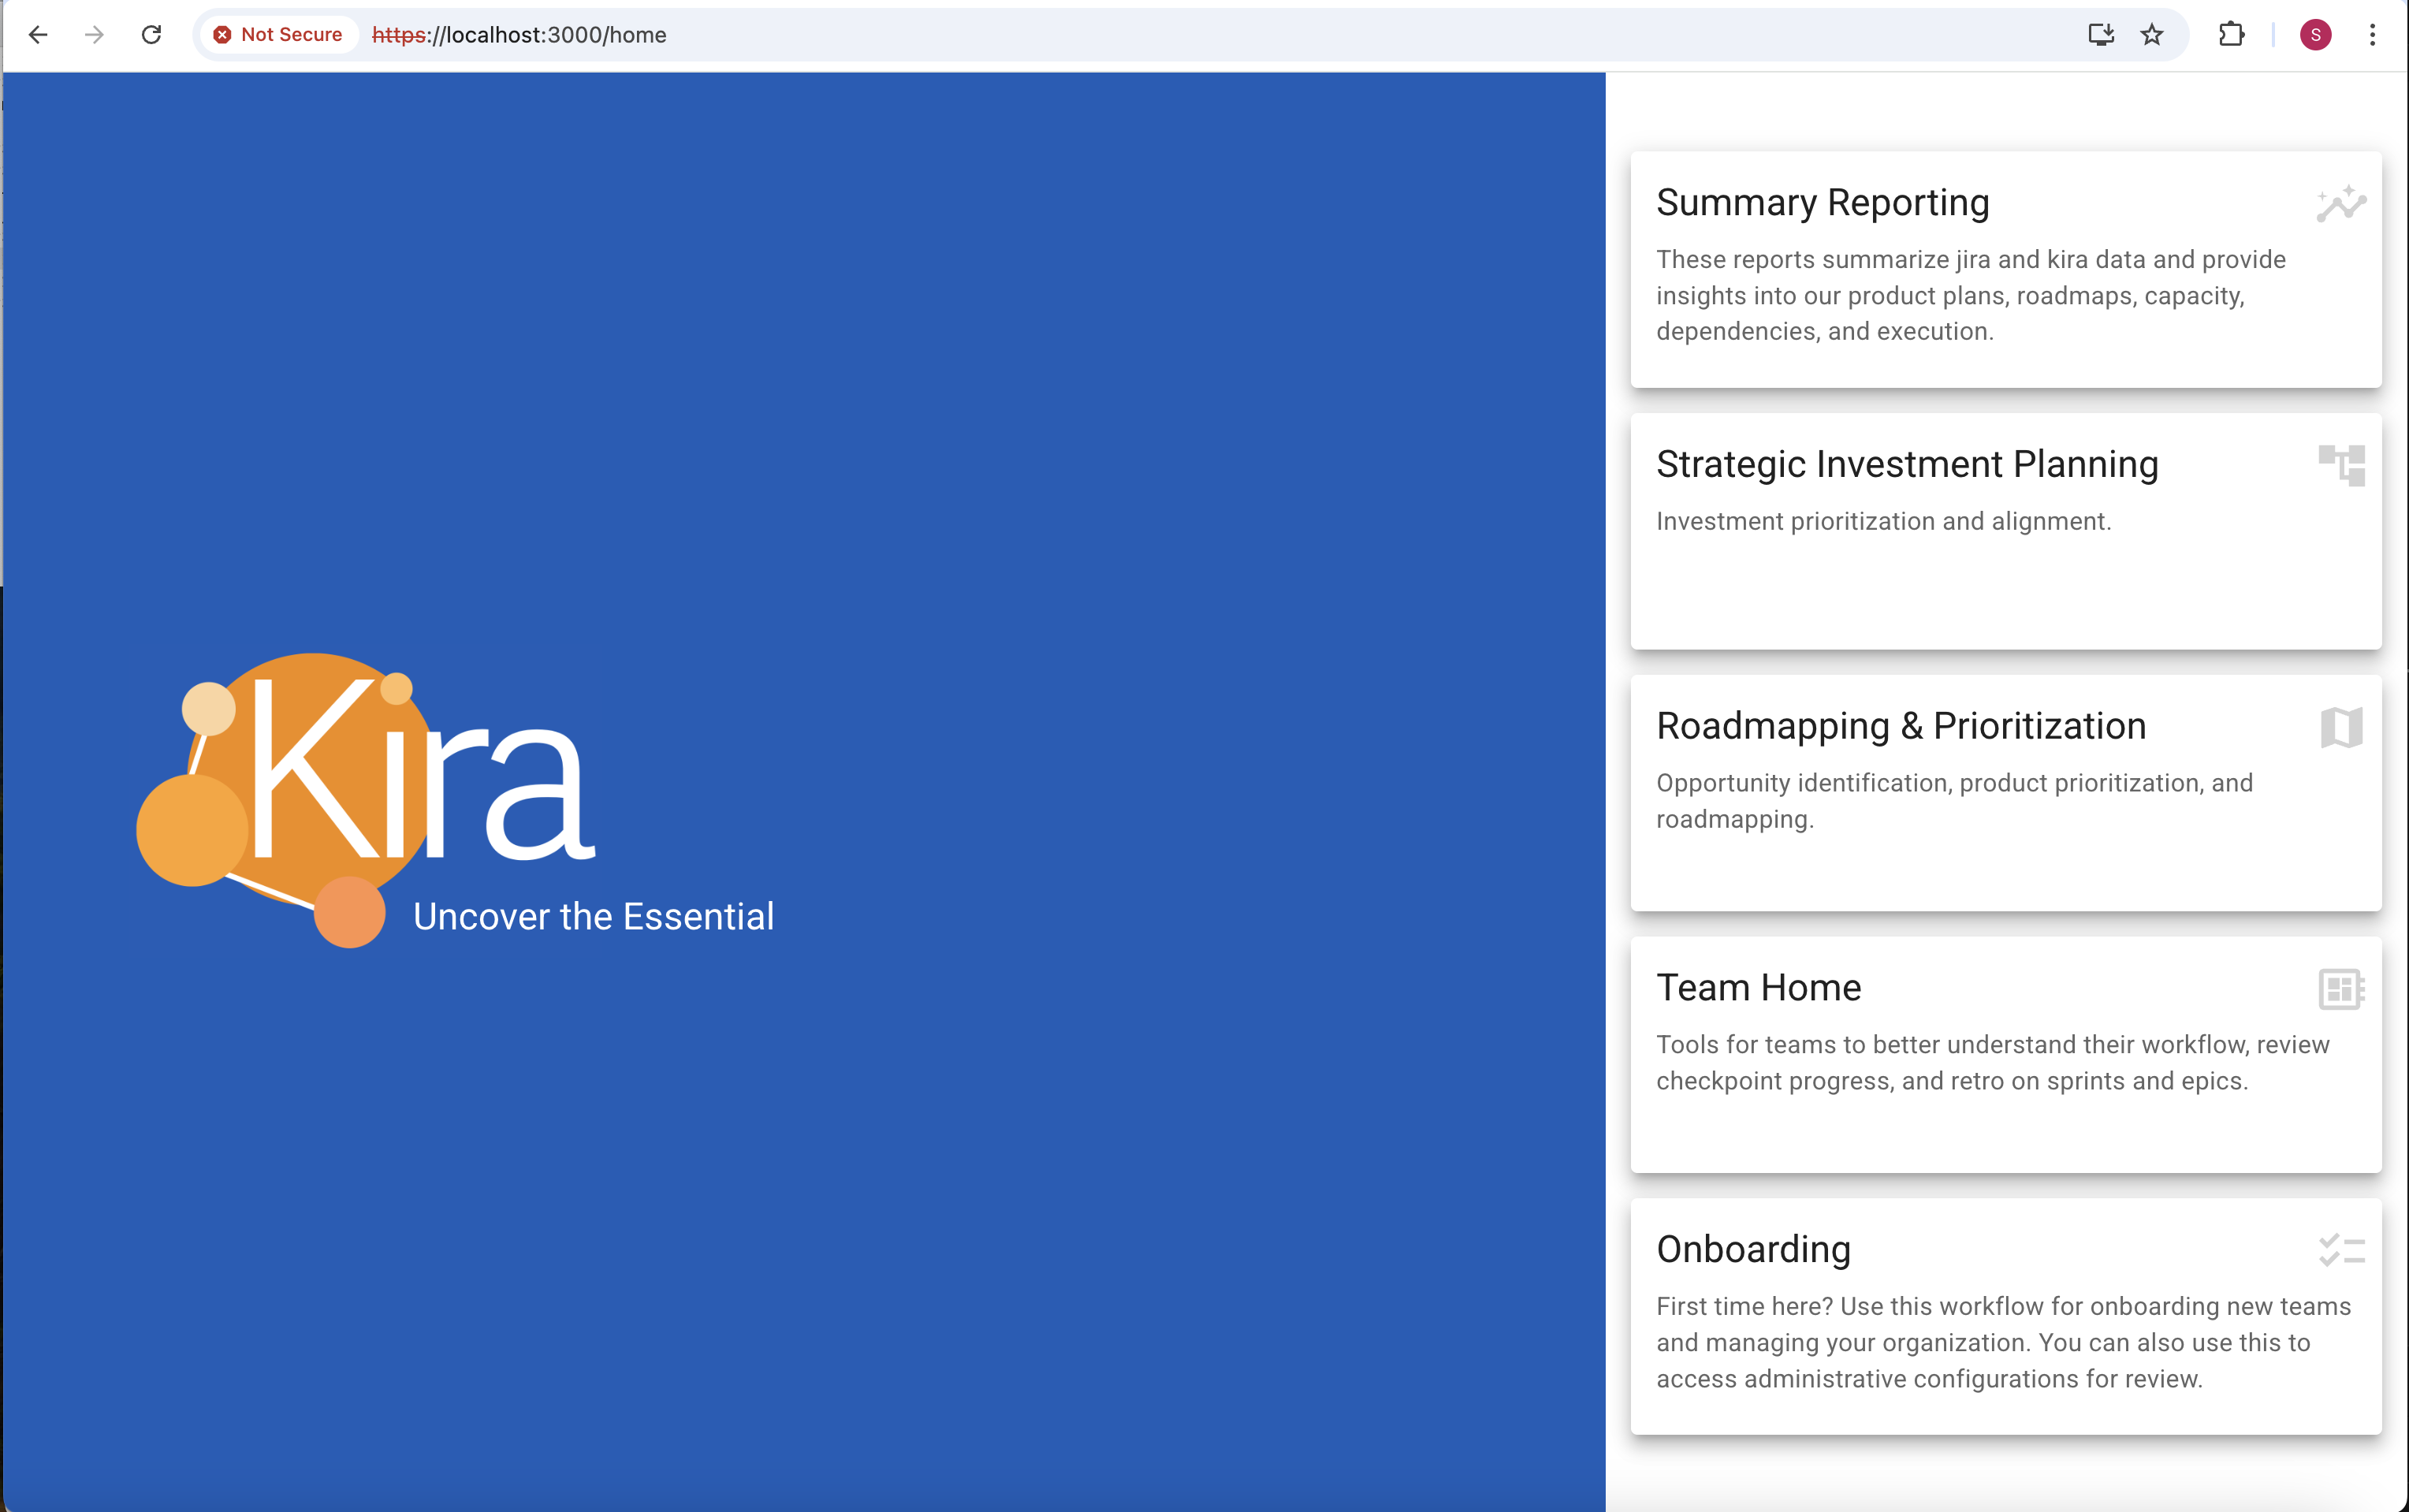 Not Secure https://localhost:3000/home S
Kira
Uncover the Essential
Summary Reporting
These reports summarize jira and kira data and provide
insights into our product plans, roadmaps, capacity,
dependencies, and execution.
Strategic Investment Planning
Investment prioritization and alignment.
Roadmapping & Prioritization
Opportunity identification, product prioritization, and
roadmapping.
Team Home
Tools for teams to better understand their workflow, review
checkpoint progress, and retro on sprints and epics.
Onboarding
First time here? Use this workflow for onboarding new teams
and managing your organization. You can also use this to
access administrative configurations for review.